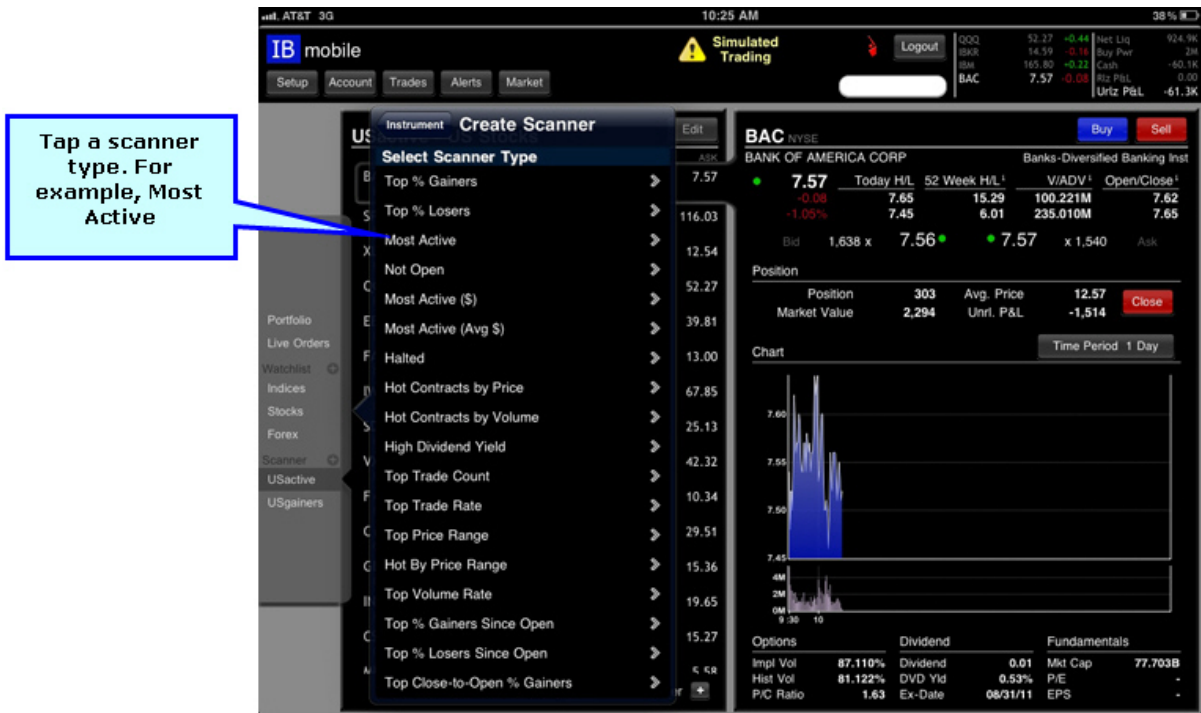 AT&T 3G
10:25 AM
38%
IB mobile
Simulated
Trading
Logout
QQQ 52.27 +0.44 Net Liq 924.9K
IBKR 14.59 -0.16 Buy Pwr 2M
IBM 165.80 +0.22 Cash -60.1K
BAC 7.57 -0.08 Rlz P&L 0.00
Urlz P&L -61.3K
Setup Account Trades Alerts Market
Tap a scanner
type. For
example, Most
Active
Portfolio
Live Orders
Watchlist
Indices
Stocks
Forex
Scanner
USactive
USgainers
Instrument Create Scanner
Edit
Select Scanner Type
ASK
Top % Gainers
Top % Losers
Most Active
Not Open
Most Active ($)
Most Active (Avg $)
Halted
Hot Contracts by Price
Hot Contracts by Volume
High Dividend Yield
Top Trade Count
Top Trade Rate
Top Price Range
Hot By Price Range
Top Volume Rate
Top % Gainers Since Open
Top % Losers Since Open
Top Close-to-Open % Gainers
7.57
116.03
12.54
52.27
39.81
13.00
67.85
25.13
42.32
10.34
29.51
15.36
19.65
15.27
5.58
BAC NYSE
Buy Sell
BANK OF AMERICA CORP Banks-Diversified Banking Inst
7.57 Today H/L 52 Week H/L L V/ADV L Open/Close L
-0.08 7.65 15.29 100.221M 7.62
-1.05% 7.45 6.01 235.010M 7.65
Bid 1,638 x 7.56 7.57 x 1,540 Ask
Position
Position 303 Avg. Price 12.57
Market Value 2,294 Unrl. P&L -1,514
Close
Chart
Time Period 1 Day
7.60
7.55
7.50
7.45
4M
2M
0M
9:30 10
Options Dividend Fundamentals
Impl Vol 87.110% Dividend 0.01 Mkt Cap 77.703B
Hist Vol 81.122% DVD Yld 0.53% P/E -
P/C Ratio 1.63 Ex-Date 08/31/11 EPS -